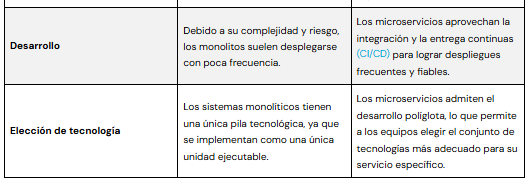 Desarrollo
Debido a su complejidad y riesgo,
los monolitos suelen desplegarse
con poca frecuencia.
Los microservicios aprovechan la
integración y la entrega continuas
(CI/CD) para lograr despliegues
frecuentes y fiables.
Elección de tecnología
Los sistemas monolíticos tienen
una única pila tecnológica, ya que
se implementan como una única
unidad ejecutable.
Los microservicios admiten el
desarrollo políglota, lo que permite
a los equipos elegir el conjunto de
tecnologías más adecuado para su
servicio específico.